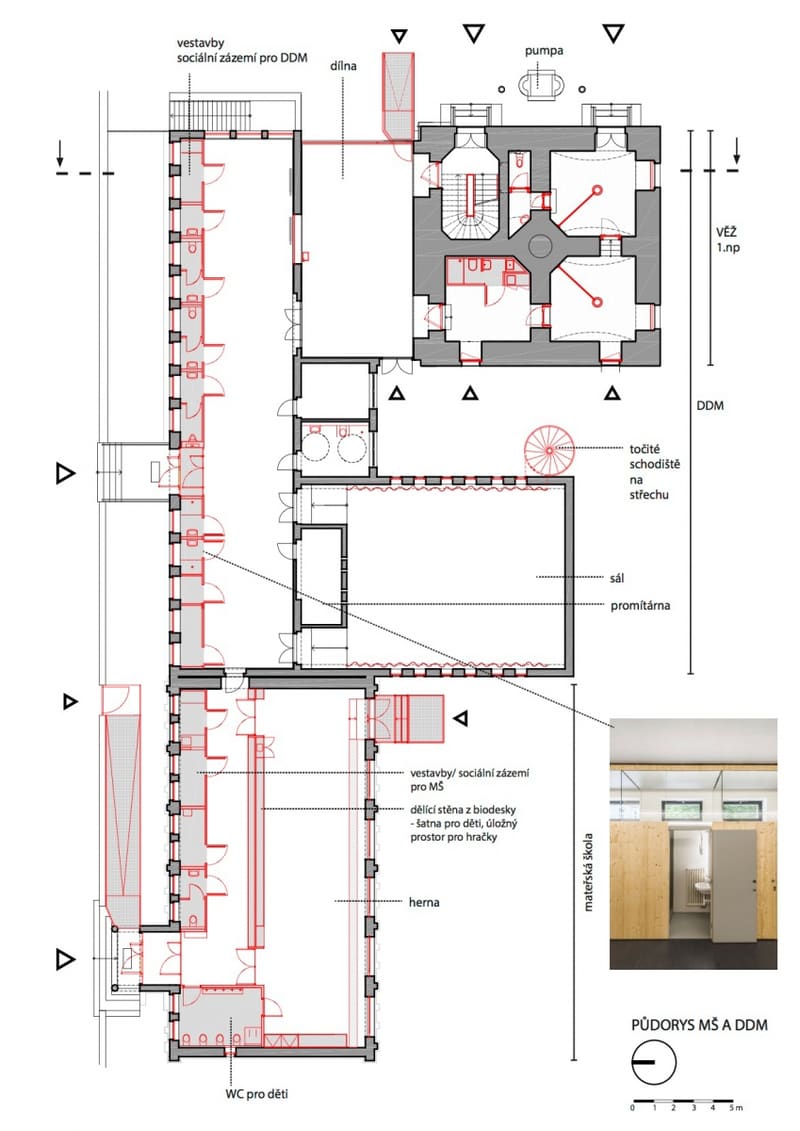 vestavby
sociální zázemí pro DDM
dílna
pumpa
VĚŽ
1.np
DDM
točité
schodiště
na
střechu
sál
promítárna
vestavby/ sociální zázemí
pro MŠ
dělící stěna z biodesky
- šatna pro děti, úložný
prostor pro hračky
herna
mateřská škola
WC pro děti
PŮDORYS MŠ A DDM
0 1 2 3 4 5 m